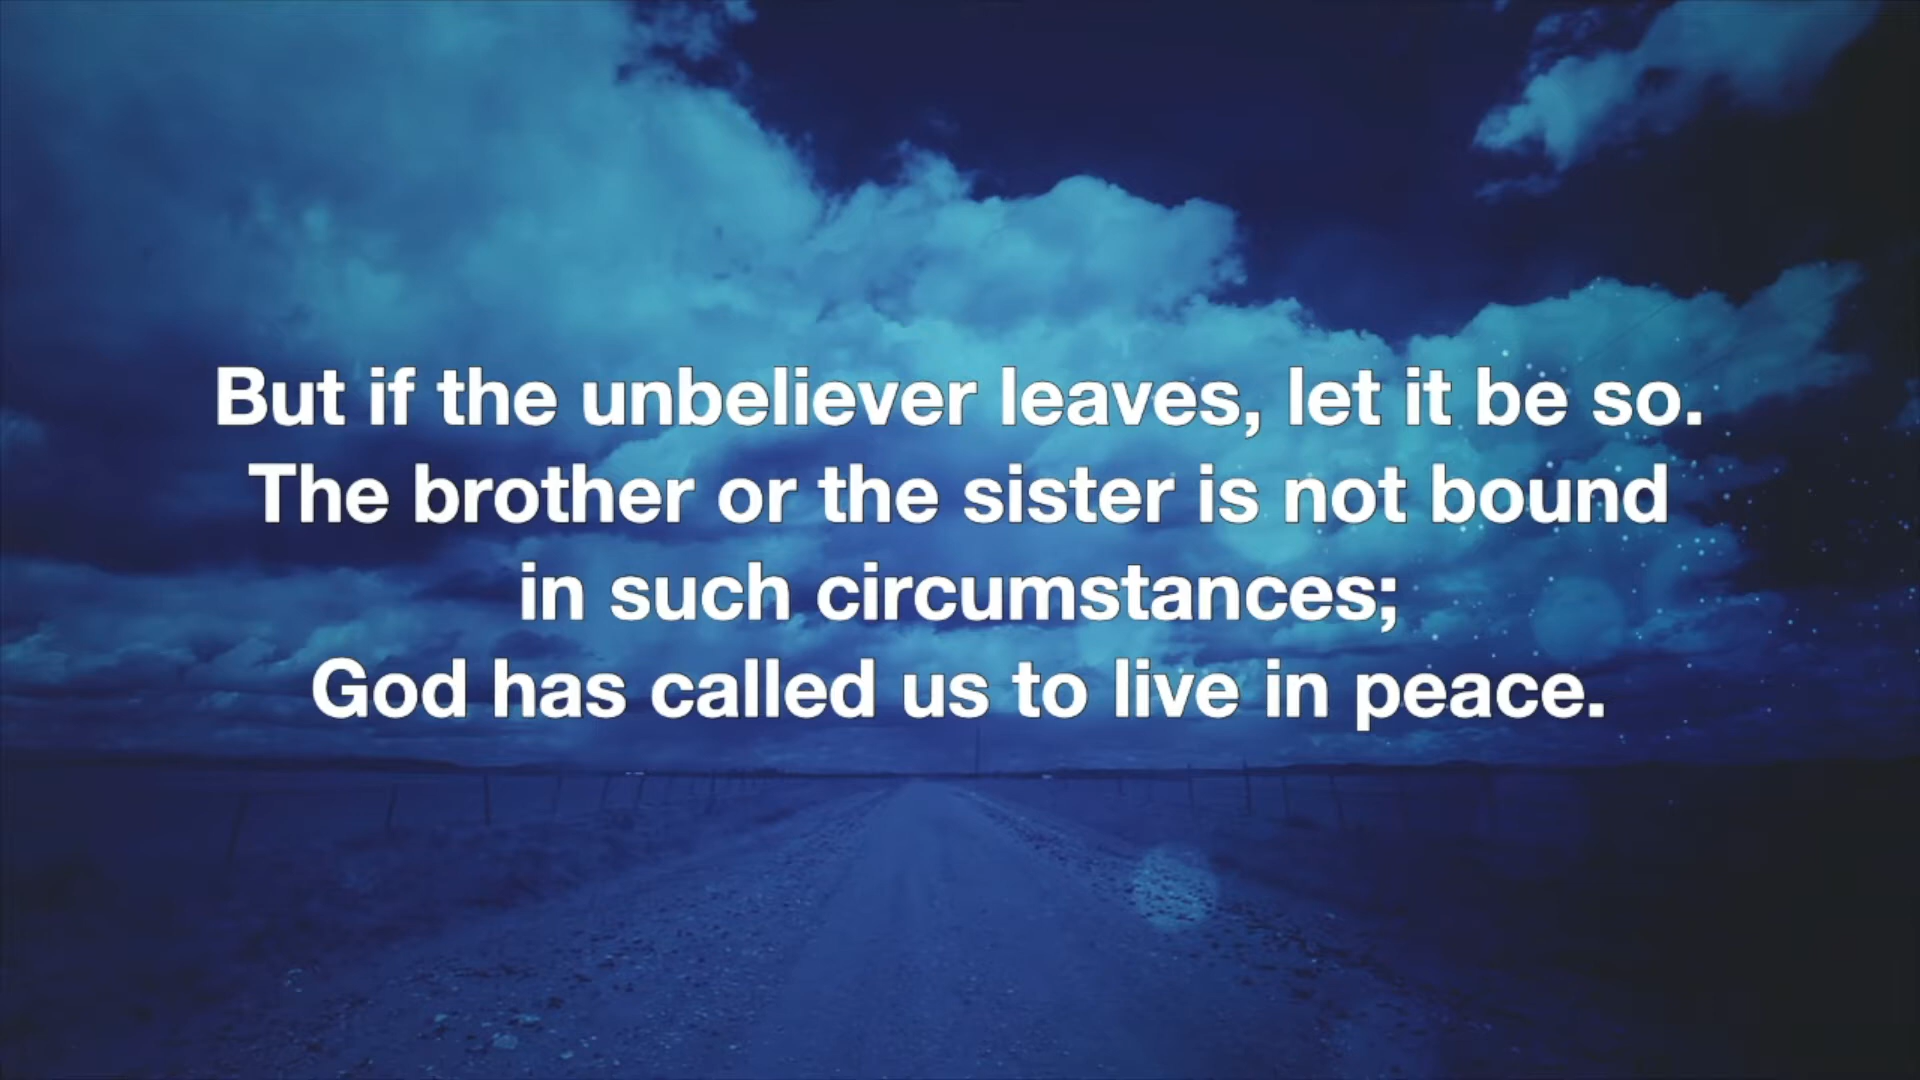 But if the unbeliever leaves, let it be so.
The brother or the sister is not bound
in such circumstances;
God has called us to live in peace.